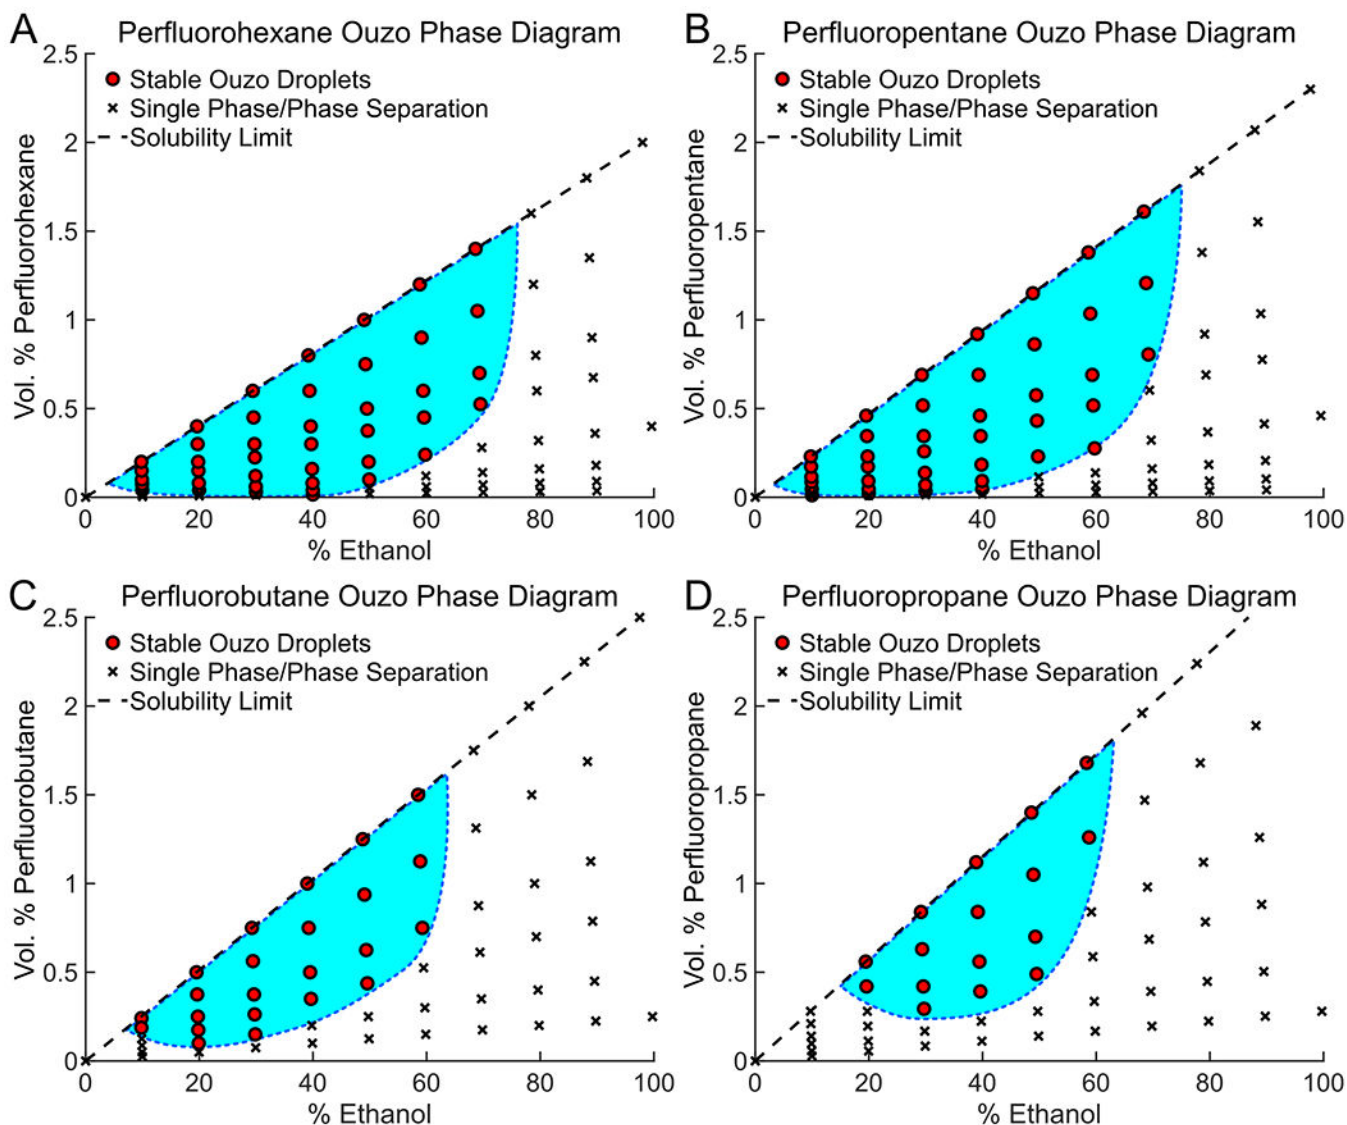 A
Perfluorohexane Ouzo Phase Diagram
2.5
2
1.5
1
0.5
0
Vol. % Perfluorohexane
Stable Ouzo Droplets
Single Phase/Phase Separation
Solubility Limit
0 20 40 60 80 100
% Ethanol
B
Perfluoropentane Ouzo Phase Diagram
2.5
2
1.5
1
0.5
0
Vol. % Perfluoropentane
Stable Ouzo Droplets
Single Phase/Phase Separation
Solubility Limit
0 20 40 60 80 100
% Ethanol
C
Perfluorobutane Ouzo Phase Diagram
2.5
2
1.5
1
0.5
0
Vol. % Perfluorobutane
Stable Ouzo Droplets
Single Phase/Phase Separation
Solubility Limit
0 20 40 60 80 100
% Ethanol
D
Perfluoropropane Ouzo Phase Diagram
2.5
2
1.5
1
0.5
0
Vol. % Perfluoropropane
Stable Ouzo Droplets
Single Phase/Phase Separation
Solubility Limit
0 20 40 60 80 100
% Ethanol